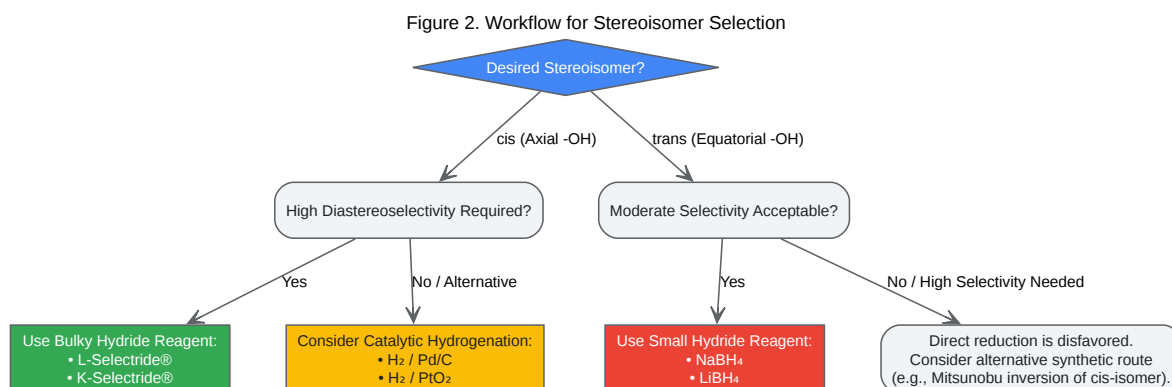 Figure 2. Workflow for Stereoisomer Selection
Desired Stereoisomer?
cis (Axial -OH)
trans (Equatorial -OH)
High Diastereoselectivity Required?
Moderate Selectivity Acceptable?
Yes
No / Alternative
Yes
No / High Selectivity Needed
Use Bulky Hydride Reagent:
• L-Selectride®
• K-Selectride®
Consider Catalytic Hydrogenation:
• H₂ / Pd/C
• H₂ / PtO₂
Use Small Hydride Reagent:
• NaBH₄
• LiBH₄
Direct reduction is disfavored.
Consider alternative synthetic route
(e.g., Mitsunobu inversion of cis-isomer).